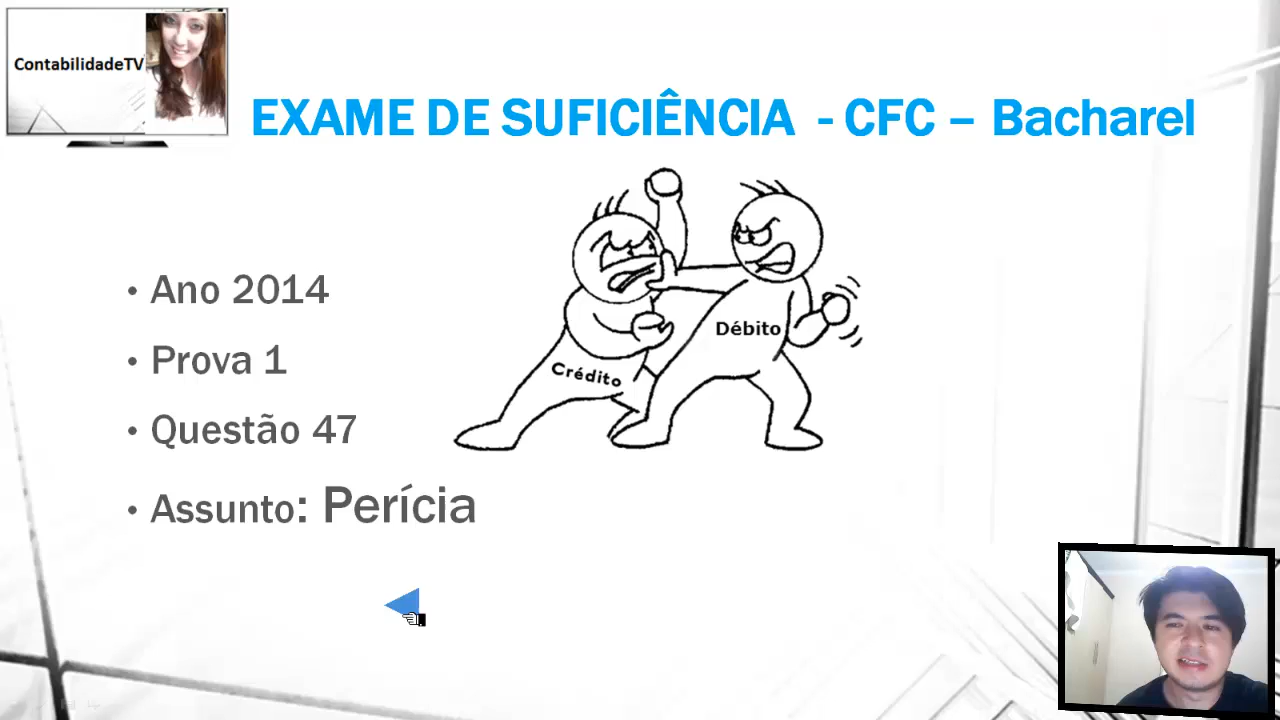 ContabilidadeTV
EXAME DE SUFICIÊNCIA - CFC – Bacharel
• Ano 2014
• Prova 1
• Questão 47
• Assunto: Perícia
Débito
Crédito